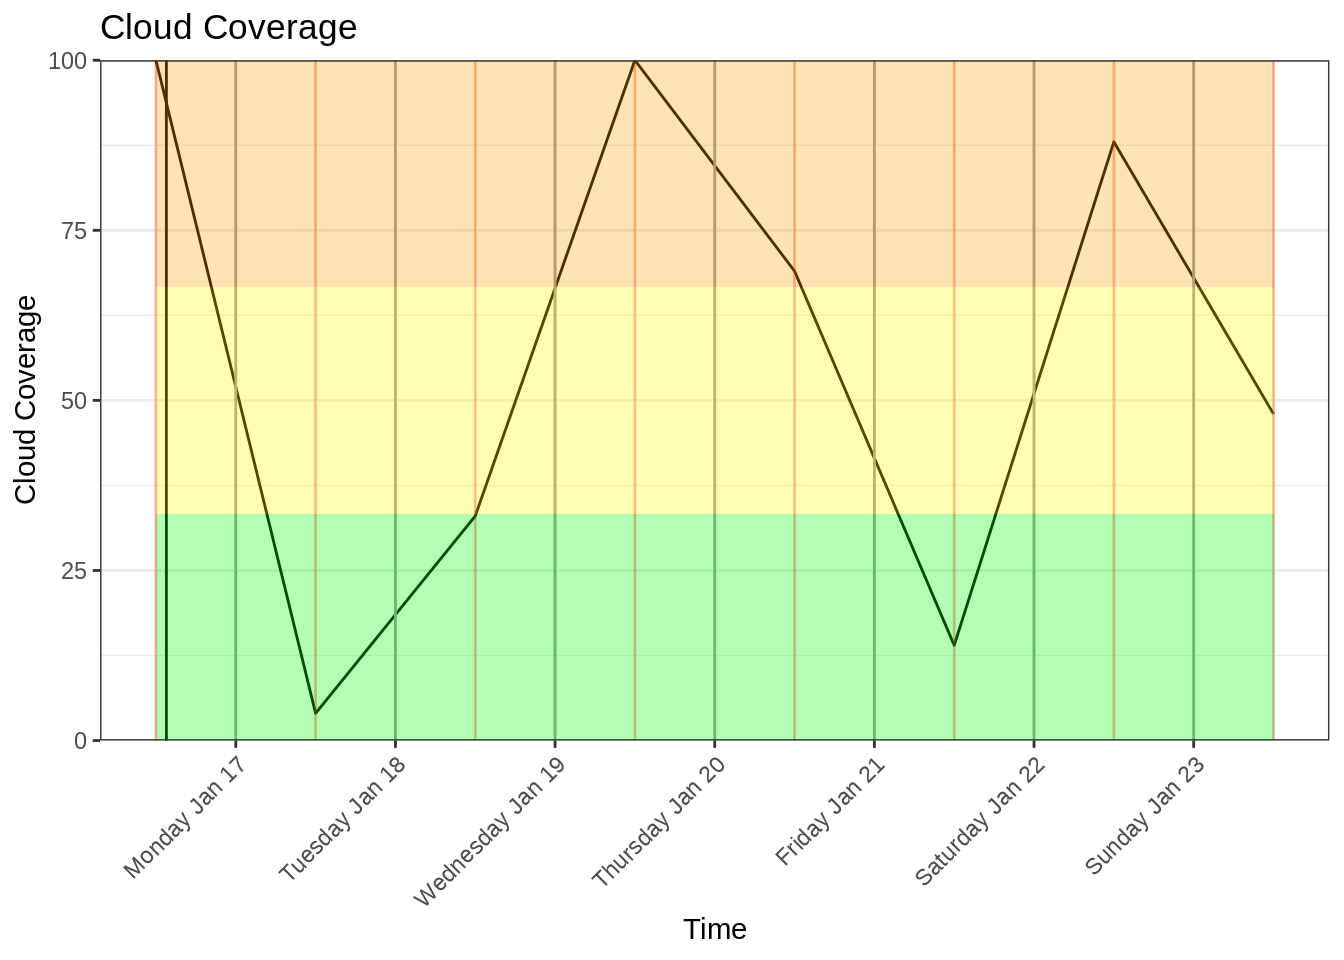 Cloud Coverage
Cloud Coverage
100
75
50
25
0
Monday Jan 17
Tuesday Jan 18
Wednesday Jan 19
Thursday Jan 20
Friday Jan 21
Saturday Jan 22
Sunday Jan 23
Time